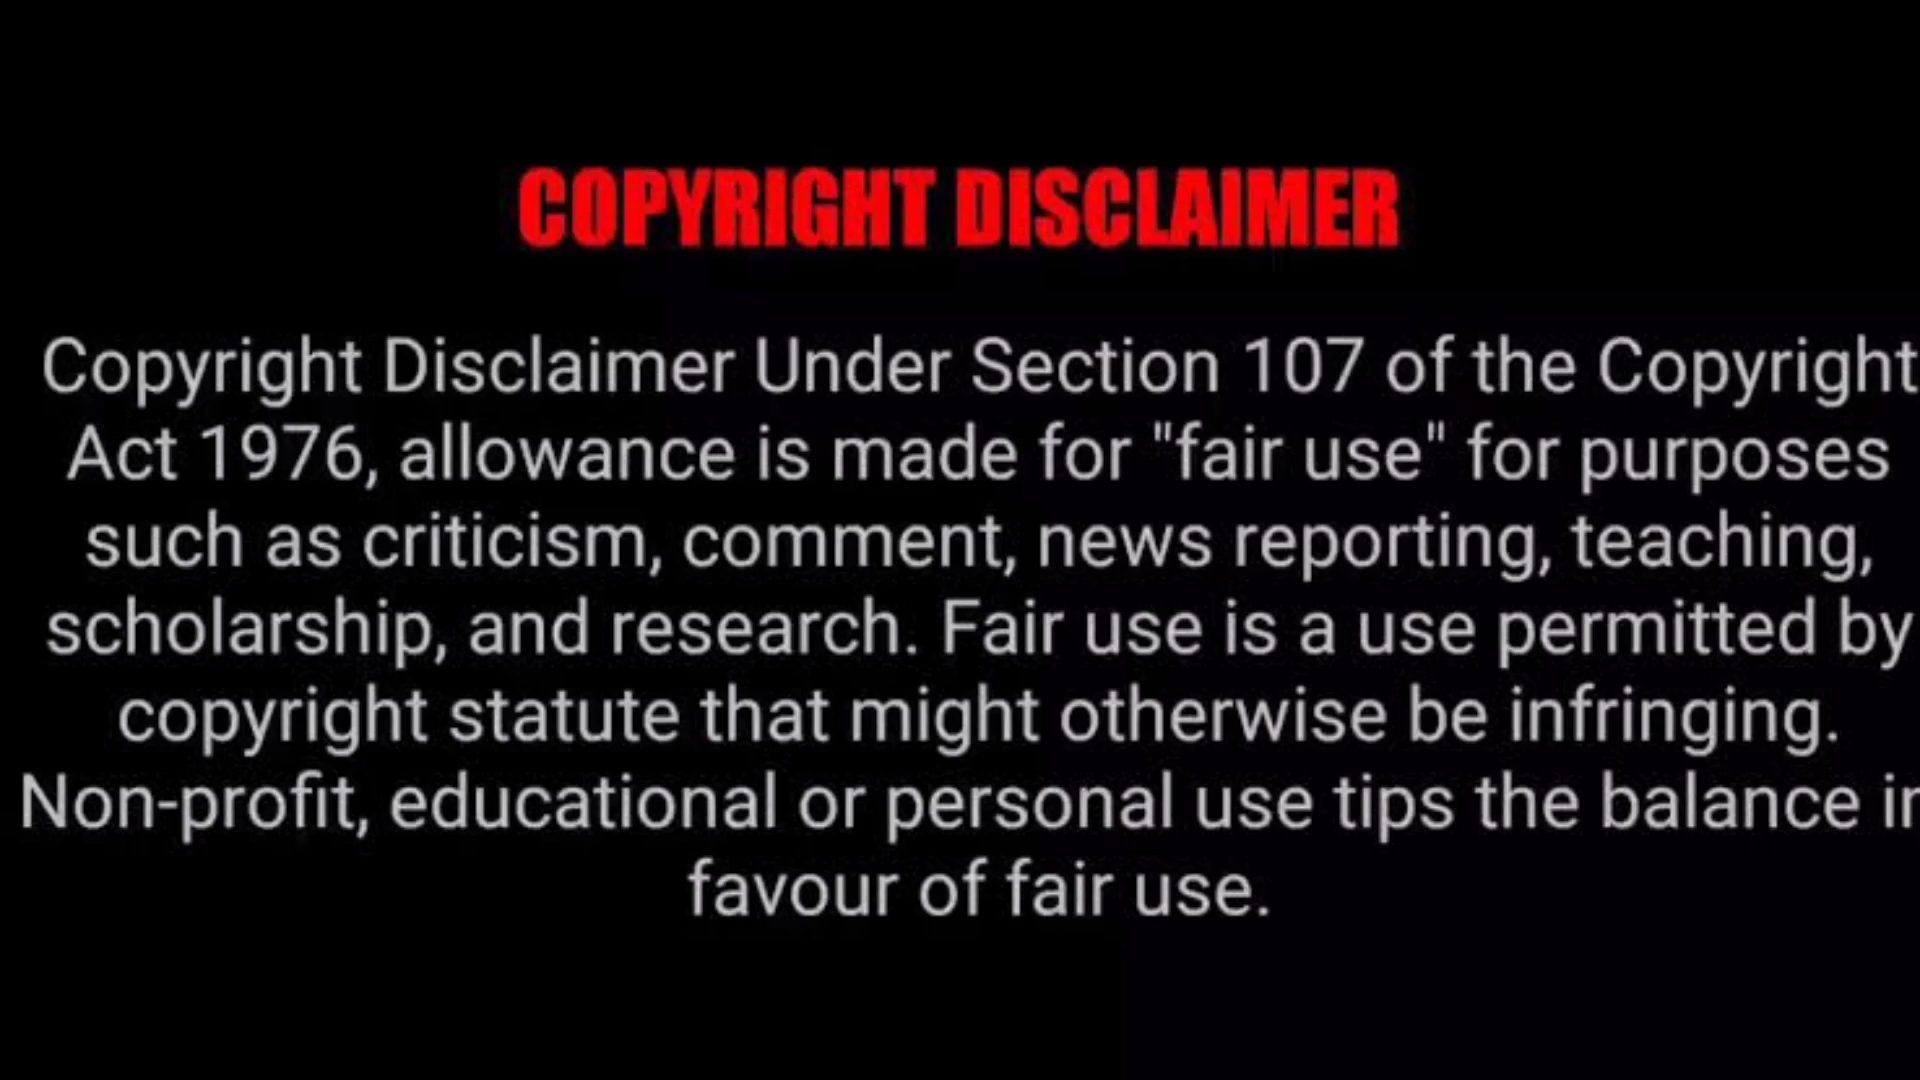 COPYRIGHT DISCLAIMER
Copyright Disclaimer Under Section 107 of the Copyright
Act 1976, allowance is made for "fair use" for purposes
such as criticism, comment, news reporting, teaching,
scholarship, and research. Fair use is a use permitted by
copyright statute that might otherwise be infringing.
Non-profit, educational or personal use tips the balance in
favour of fair use.